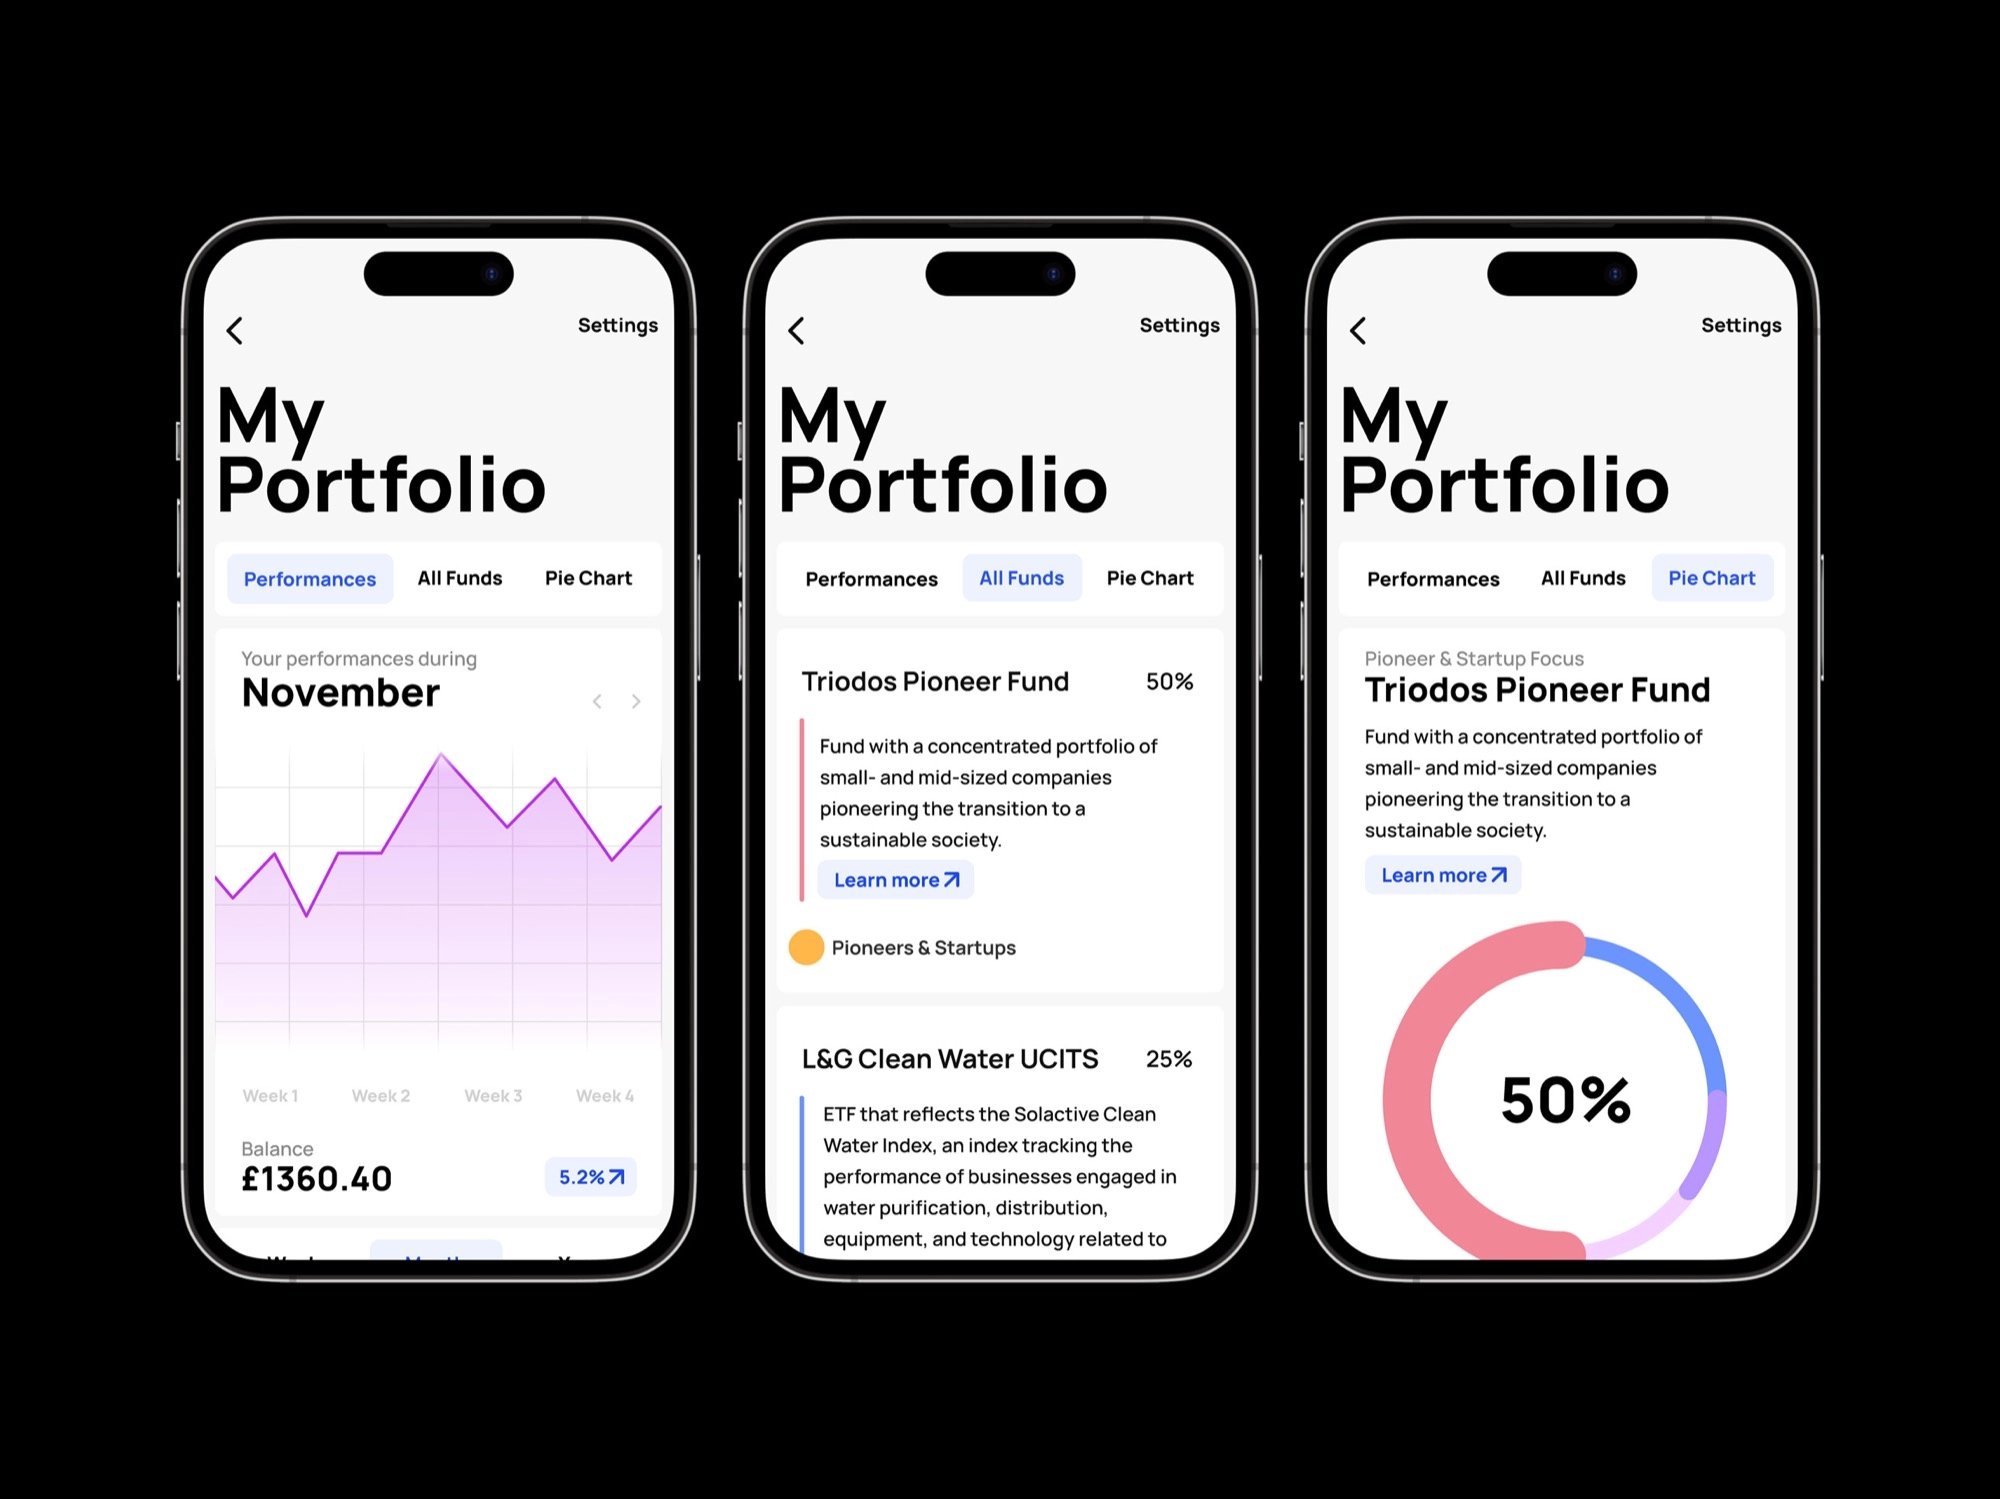 Settings
My
Portfolio
Performances All Funds Pie Chart
Your performances during
November
Week 1 Week 2 Week 3 Week 4
Balance
£1360.40
5.2%
Settings
My
Portfolio
Performances All Funds Pie Chart
Triodos Pioneer Fund 50%
Fund with a concentrated portfolio of
small- and mid-sized companies
pioneering the transition to a
sustainable society.
Learn more
Pioneers & Startups
L&G Clean Water UCITS 25%
ETF that reflects the Solactive Clean
Water Index, an index tracking the
performance of businesses engaged in
water purification, distribution,
equipment, and technology related to
Settings
My
Portfolio
Performances All Funds Pie Chart
Pioneer & Startup Focus
Triodos Pioneer Fund
Fund with a concentrated portfolio of
small- and mid-sized companies
pioneering the transition to a
sustainable society.
Learn more
50%